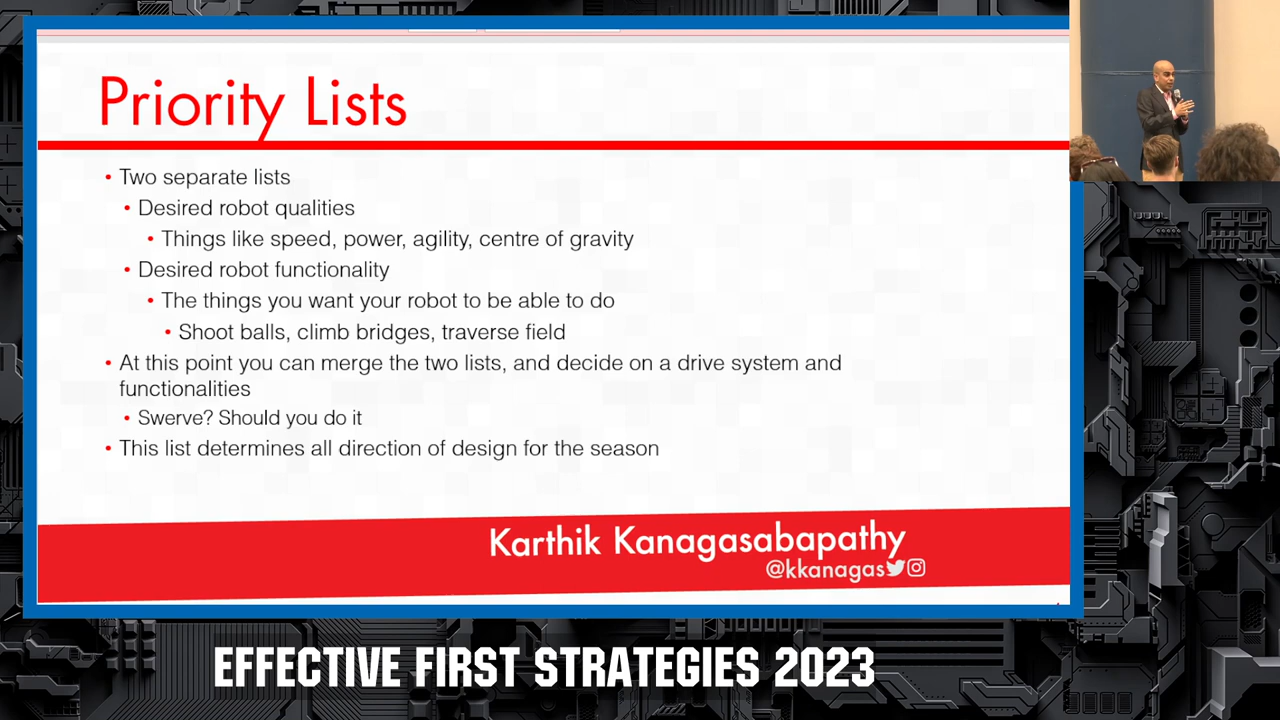 Priority Lists
• Two separate lists
• Desired robot qualities
• Things like speed, power, agility, centre of gravity
• Desired robot functionality
• The things you want your robot to be able to do
• Shoot balls, climb bridges, traverse field
• At this point you can merge the two lists, and decide on a drive system and
functionalities
• Swerve? Should you do it
• This list determines all direction of design for the season
Karthik Kanagasabapathy
@kkanagas
EFFECTIVE FIRST STRATEGIES 2023